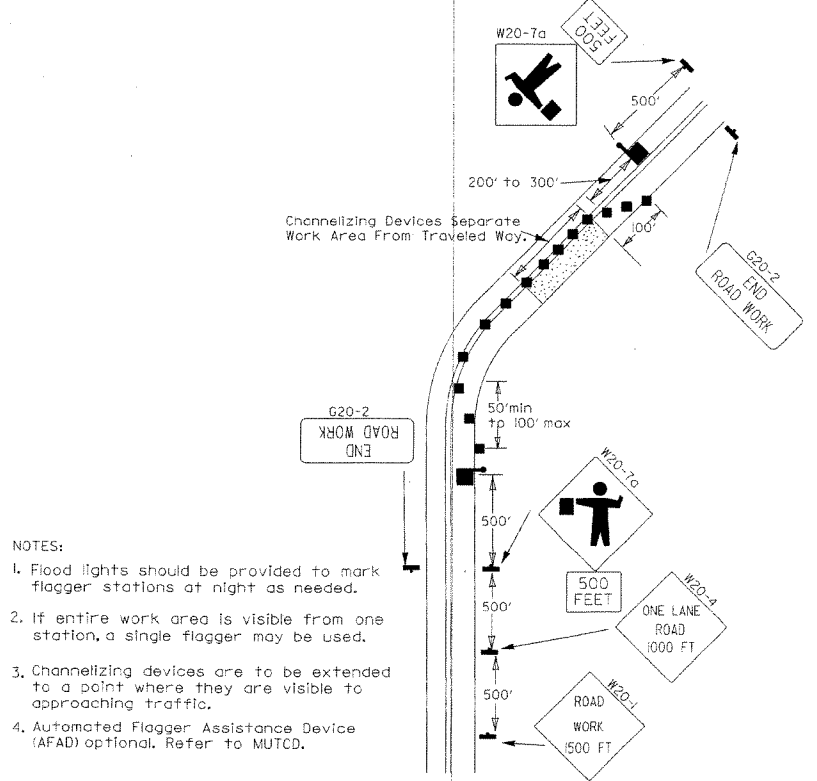 W20-7a
500
FEET
500'
200' to 300'
Channelizing Devices Separate
Work Area From Traveled Way.
100'
G20-2
END
ROAD WORK
G20-2
END
ROAD WORK
50'min
to 100' max
W20-7a
500'
500
FEET
500'
W20-4
ONE LANE
ROAD
1000 FT
500'
W20-1
ROAD
WORK
1500 FT
NOTES:
1. Flood lights should be provided to mark
flagger stations at night as needed.
2. If entire work area is visible from one
station, a single flagger may be used.
3. Channelizing devices are to be extended
to a point where they are visible to
approaching traffic.
4. Automated Flagger Assistance Device
(AFAD) optional. Refer to MUTCD.